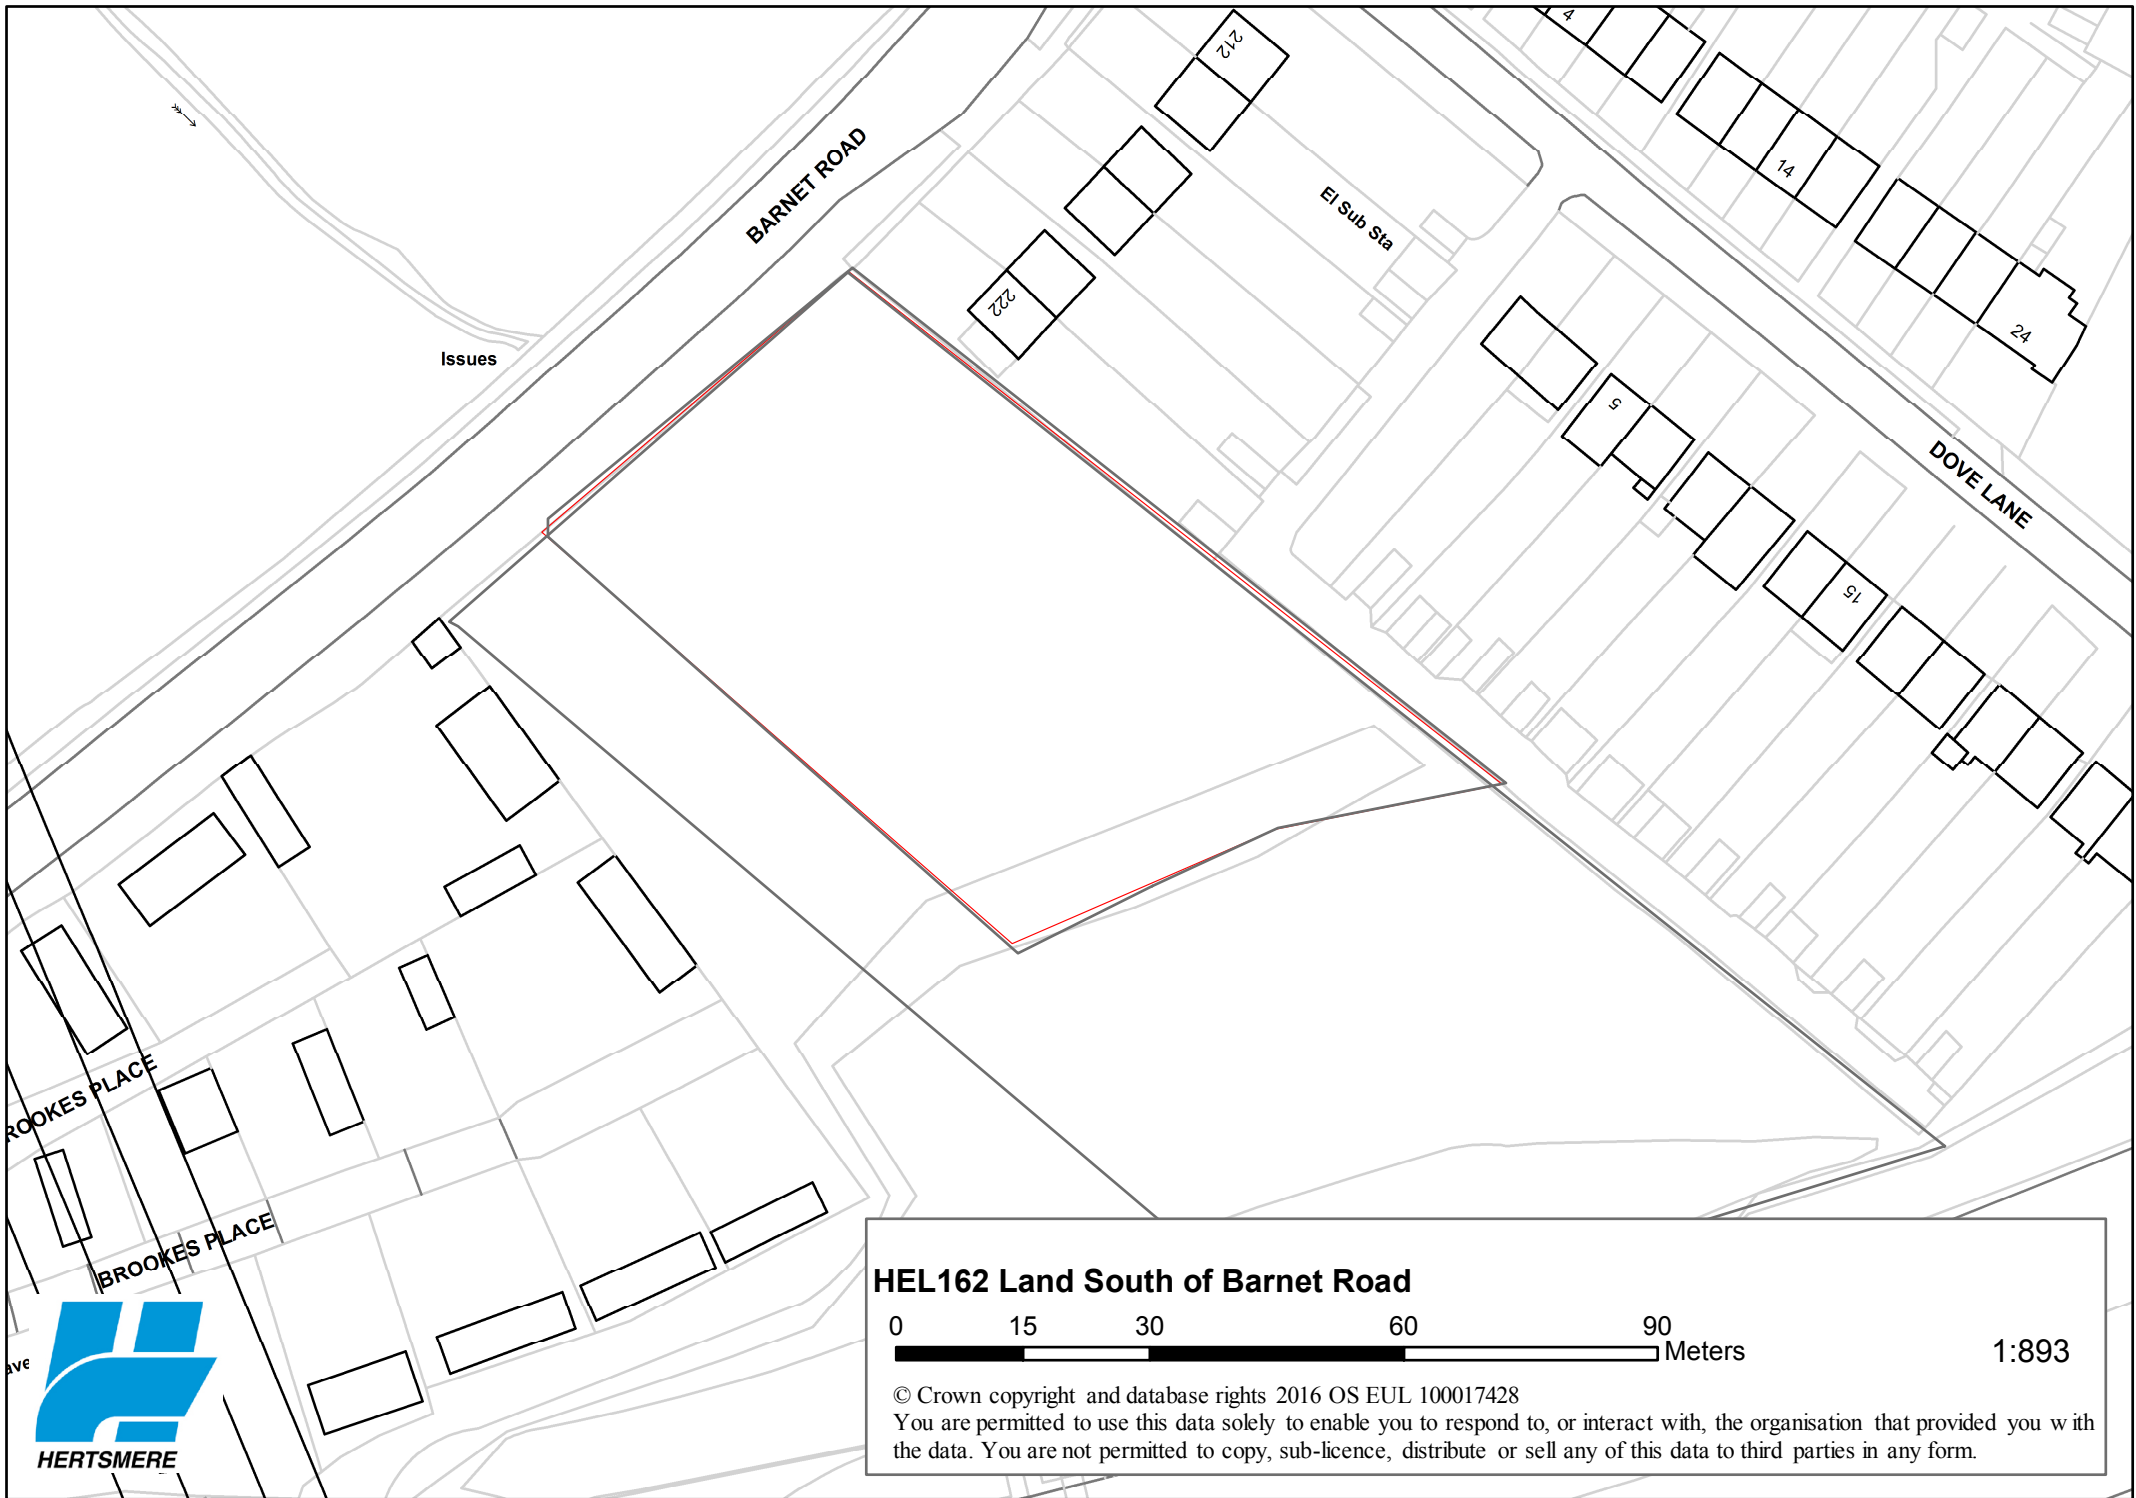 4
212
BARNET ROAD
14
El Sub Sta
222
24
Issues
5
DOVE LANE
15
ROOKES PLACE
BROOKES PLACE
ave
HERTSMERE
HEL162 Land South of Barnet Road
0 15 30 60 90
Meters
1:893
© Crown copyright and database rights 2016 OS EUL 100017428
You are permitted to use this data solely to enable you to respond to, or interact with, the organisation that provided you with
the data. You are not permitted to copy, sub-licence, distribute or sell any of this data to third parties in any form.